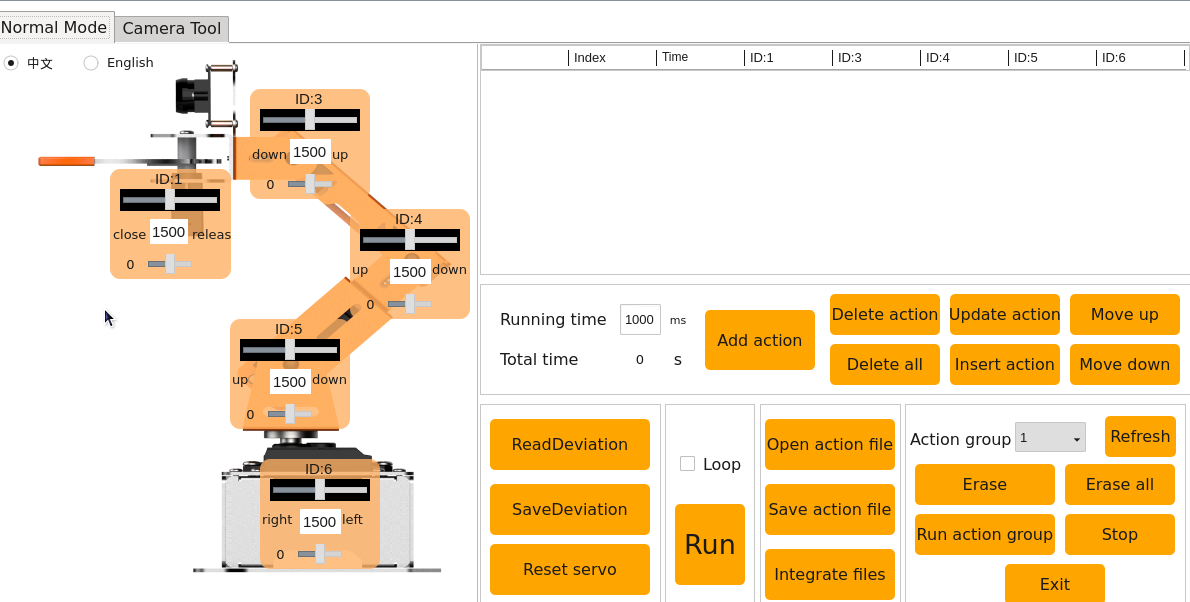 Normal Mode
Camera Tool
中文
English
ID:3
down 1500 up
0
ID:1
close 1500 releas
0
ID:4
up 1500 down
0
ID:5
up 1500 down
0
ID:6
right 1500 left
0
Index Time ID:1 ID:3 ID:4 ID:5 ID:6
Running time 1000 ms
Total time 0 s
Add action
Delete action Update action Move up
Delete all Insert action Move down
ReadDeviation
SaveDeviation
Reset servo
Loop
Run
Open action file
Save action file
Integrate files
Action group 1 Refresh
Erase Erase all
Run action group Stop
Exit